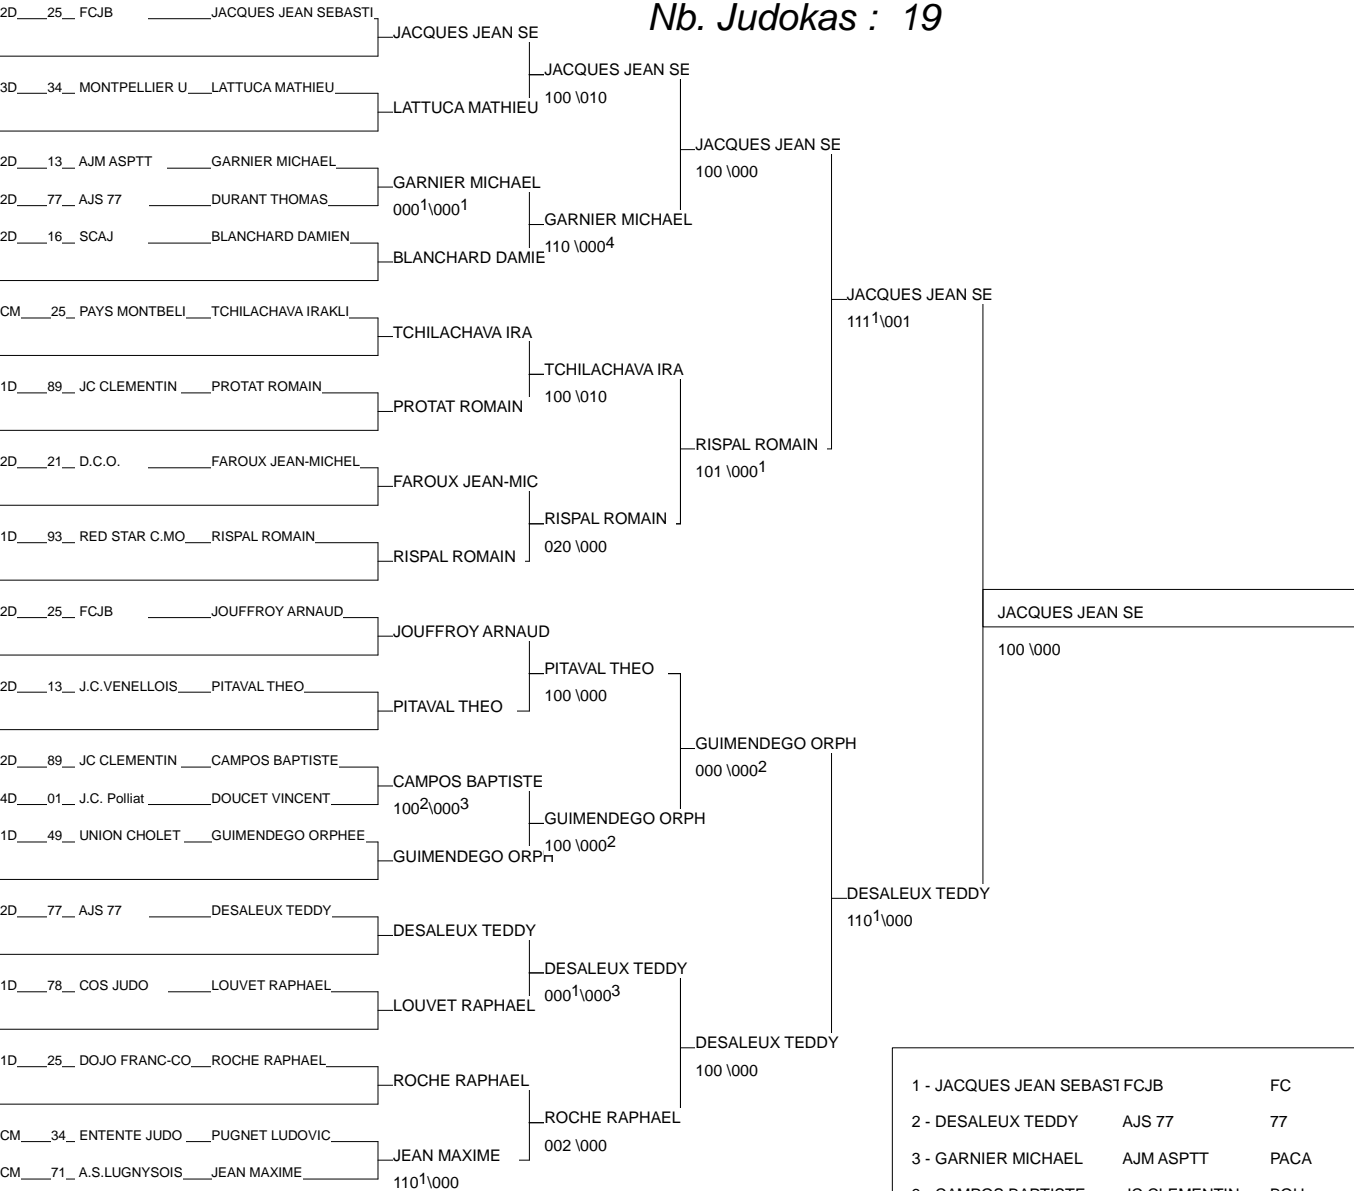 Nb. Judokas : 19
2D 25 FCJB JACQUES JEAN SEBASTI
3D 34 MONTPELLIER U LATTUCA MATHIEU
2D 13 AJM ASPTT GARNIER MICHAEL
2D 77 AJS 77 DURANT THOMAS
2D 16 SCAJ BLANCHARD DAMIEN
CM 25 PAYS MONTBELI TCHILACHAVA IRAKLI
1D 89 JC CLEMENTIN PROTAT ROMAIN
2D 21 D.C.O. FAROUX JEAN-MICHEL
1D 93 RED STAR C.MO RISPAL ROMAIN
2D 25 FCJB JOUFFROY ARNAUD
2D 13 J.C.VENELLOIS PITAVAL THEO
2D 89 JC CLEMENTIN CAMPOS BAPTISTE
4D 01 J.C. Polliat DOUCET VINCENT
1D 49 UNION CHOLET GUIMENDEGO ORPHEE
2D 77 AJS 77 DESALEUX TEDDY
1D 78 COS JUDO LOUVET RAPHAEL
1D 25 DOJO FRANC-CO ROCHE RAPHAEL
CM 34 ENTENTE JUDO PUGNET LUDOVIC
CM 71 A.S.LUGNYSOIS JEAN MAXIME
JACQUES JEAN SE
LATTUCA MATHIEU
GARNIER MICHAEL
000¹\000¹
BLANCHARD DAMIE
TCHILACHAVA IRA
PROTAT ROMAIN
FAROUX JEAN-MIC
RISPAL ROMAIN
JOUFFROY ARNAUD
PITAVAL THEO
CAMPOS BAPTISTE
100²\000³
GUIMENDEGO ORPH
DESALEUX TEDDY
LOUVET RAPHAEL
ROCHE RAPHAEL
JEAN MAXIME
110¹\000
JACQUES JEAN SE
100 \010
GARNIER MICHAEL
110 \000⁴
TCHILACHAVA IRA
100 \010
RISPAL ROMAIN
020 \000
PITAVAL THEO
100 \000
GUIMENDEGO ORPH
100 \000²
DESALEUX TEDDY
000¹\000³
ROCHE RAPHAEL
002 \000
JACQUES JEAN SE
100 \000
RISPAL ROMAIN
101 \000¹
GUIMENDEGO ORPH
000 \000²
DESALEUX TEDDY
100 \000
JACQUES JEAN SE
111¹\001
DESALEUX TEDDY
110¹\000
JACQUES JEAN SE
100 \000
1 - JACQUES JEAN SEBAST FCJB FC
2 - DESALEUX TEDDY AJS 77 77
3 - GARNIER MICHAEL AJM ASPTT PACA